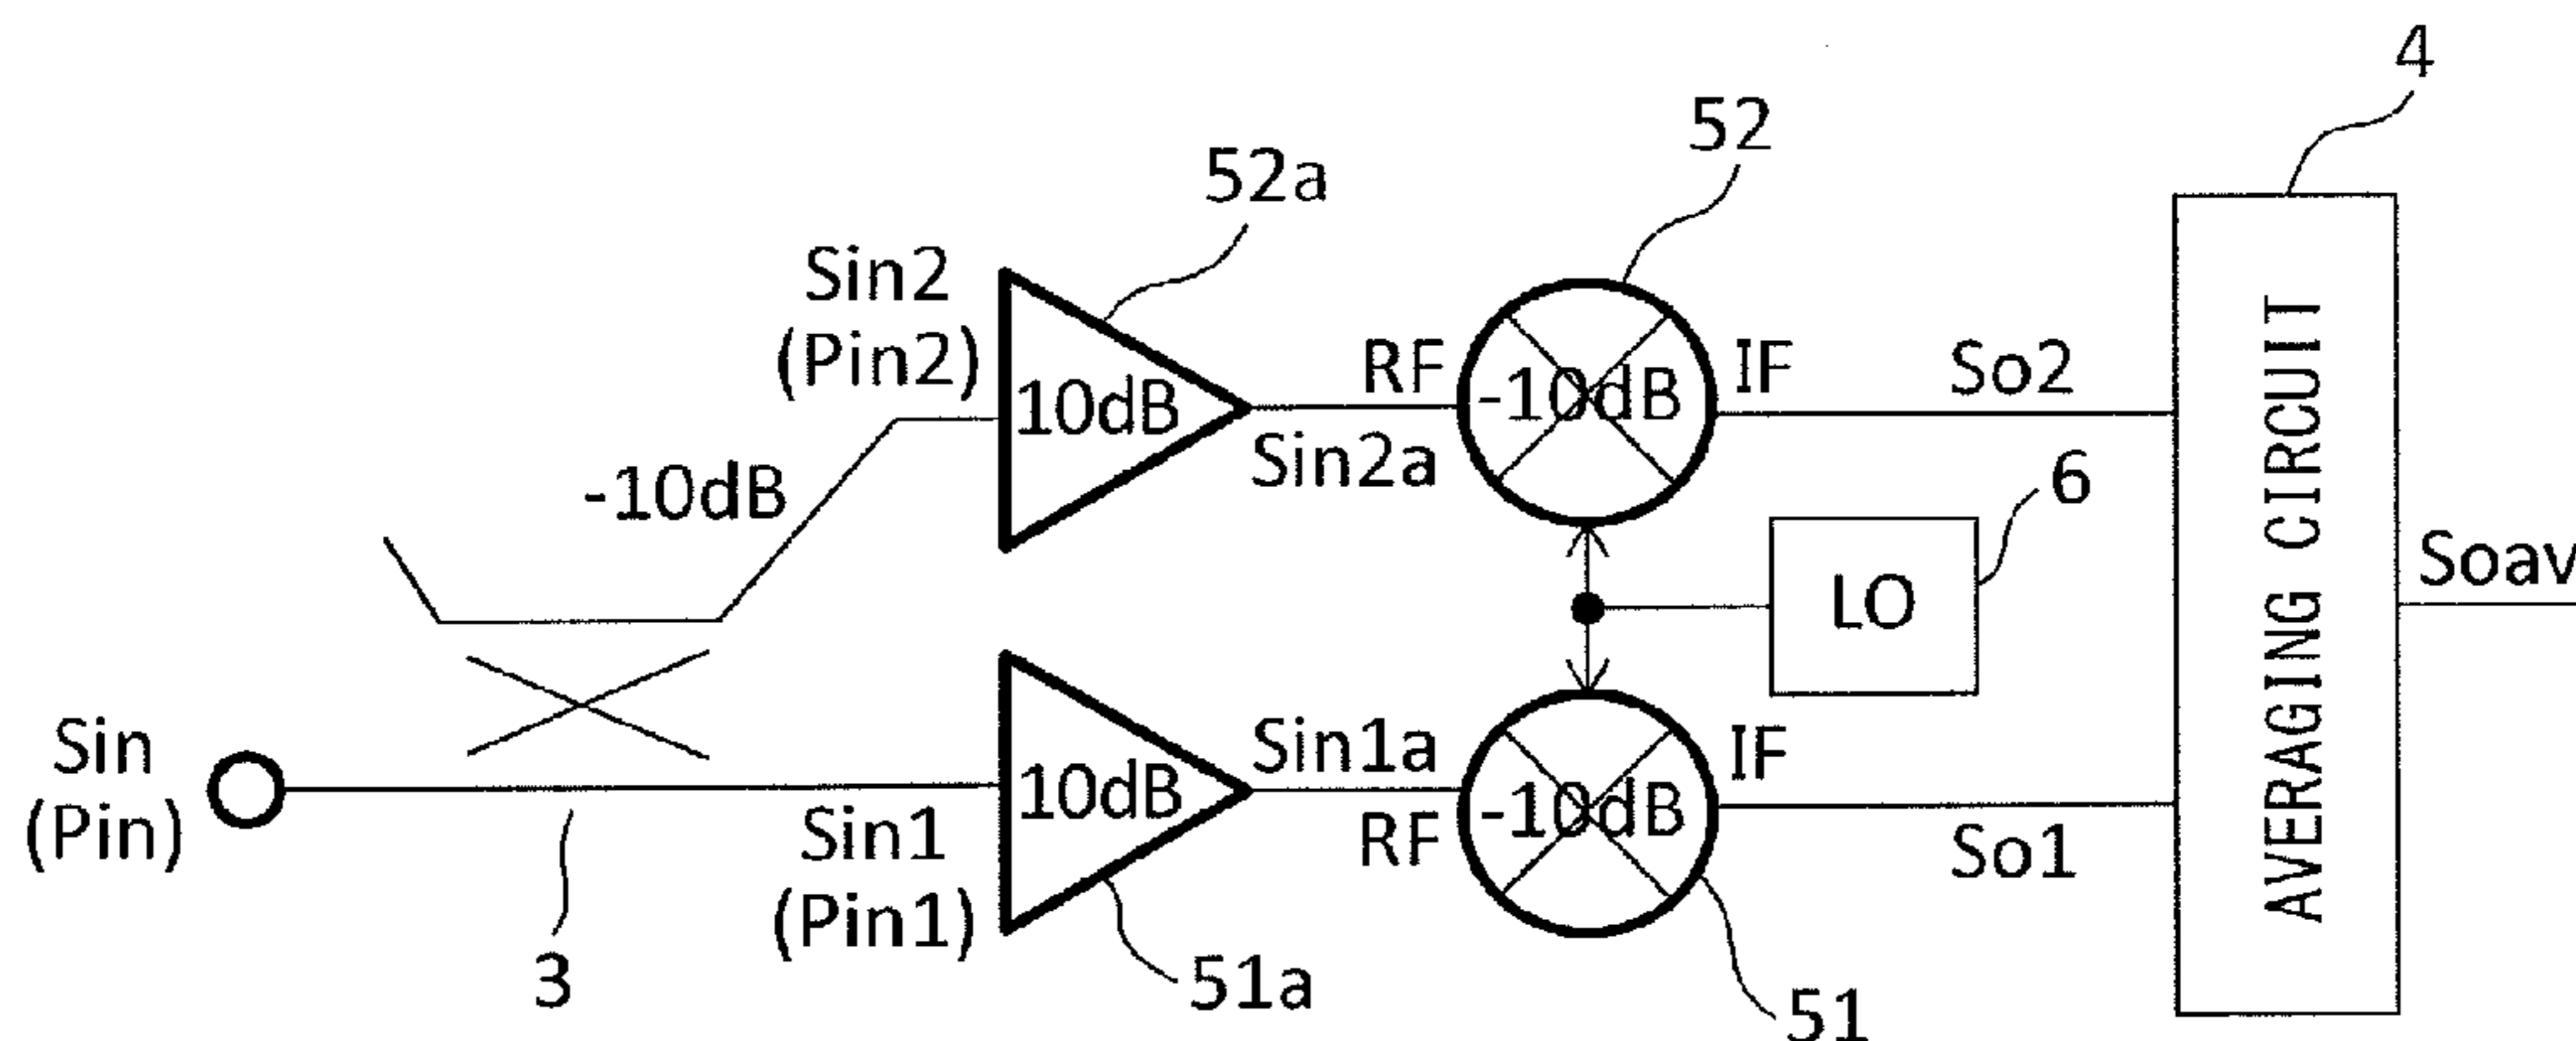 4
52
52a
Sin2
(Pin2)
10dB
RF
-10dB
IF
So2
Sin2a
-10dB
6
LO
AVERAGING CIRCUIT
Soav
Sin
(Pin)
3
Sin1
(Pin1)
10dB
Sin1a
RF
-10dB
IF
So1
51a
51